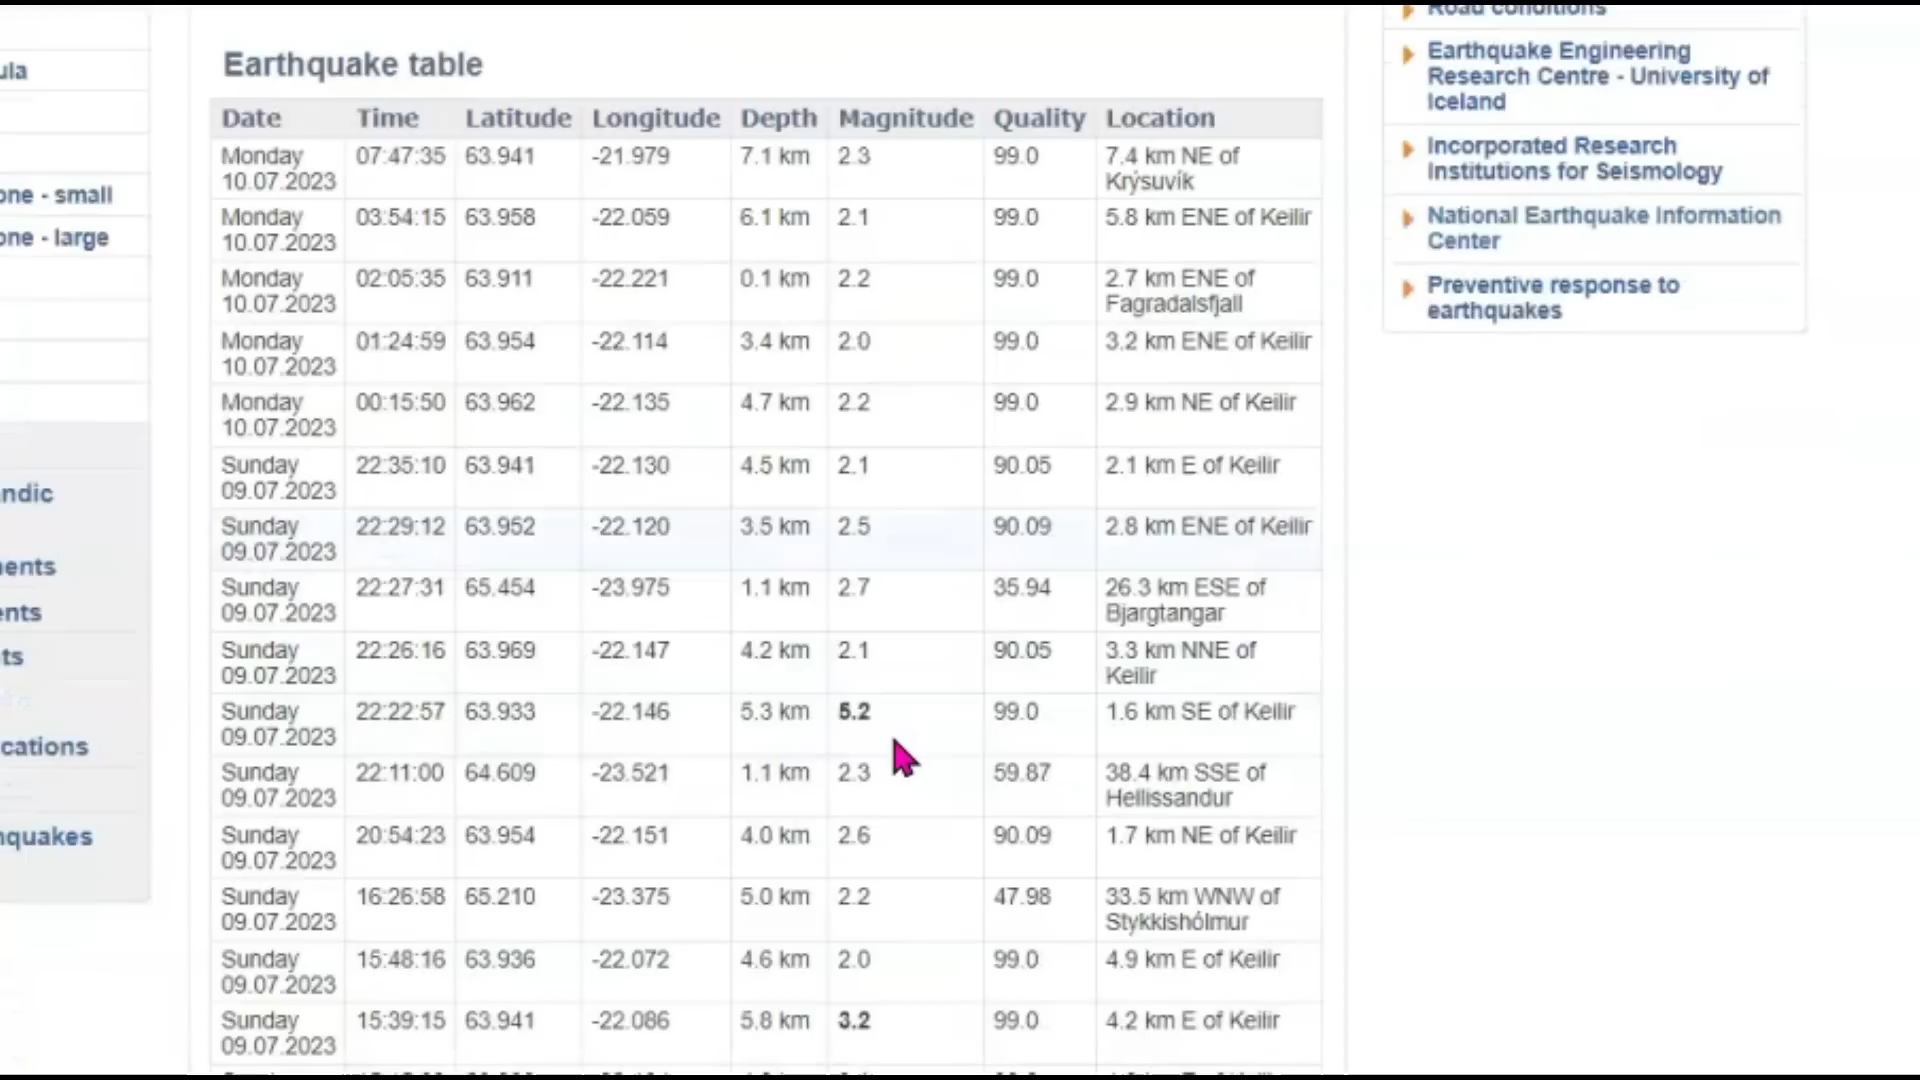 ula
one - small
one - large
andic
nents
ents
ts
cations
hquakes
Earthquake table
Date Time Latitude Longitude Depth Magnitude Quality Location
Monday 07:47:35 63.941 -21.979 7.1 km 2.3 99.0 7.4 km NE of
10.07.2023 Krýsuvík
Monday 03:54:15 63.958 -22.059 6.1 km 2.1 99.0 5.8 km ENE of Keilir
10.07.2023
Monday 02:05:35 63.911 -22.221 0.1 km 2.2 99.0 2.7 km ENE of
10.07.2023 Fagradalsfjall
Monday 01:24:59 63.954 -22.114 3.4 km 2.0 99.0 3.2 km ENE of Keilir
10.07.2023
Monday 00:15:50 63.962 -22.135 4.7 km 2.2 99.0 2.9 km NE of Keilir
10.07.2023
Sunday 22:35:10 63.941 -22.130 4.5 km 2.1 90.05 2.1 km E of Keilir
09.07.2023
Sunday 22:29:12 63.952 -22.120 3.5 km 2.5 90.09 2.8 km ENE of Keilir
09.07.2023
Sunday 22:27:31 65.454 -23.975 1.1 km 2.7 35.94 26.3 km ESE of
09.07.2023 Bjargtangar
Sunday 22:26:16 63.969 -22.147 4.2 km 2.1 90.05 3.3 km NNE of
09.07.2023 Keilir
Sunday 22:22:57 63.933 -22.146 5.3 km 5.2 99.0 1.6 km SE of Keilir
09.07.2023
Sunday 22:11:00 64.609 -23.521 1.1 km 2.3 59.87 38.4 km SSE of
09.07.2023 Hellissandur
Sunday 20:54:23 63.954 -22.151 4.0 km 2.6 90.09 1.7 km NE of Keilir
09.07.2023
Sunday 16:26:58 65.210 -23.375 5.0 km 2.2 47.98 33.5 km WNW of
09.07.2023 Stykkishólmur
Sunday 15:48:16 63.936 -22.072 4.6 km 2.0 99.0 4.9 km E of Keilir
09.07.2023
Sunday 15:39:15 63.941 -22.086 5.8 km 3.2 99.0 4.2 km E of Keilir
09.07.2023
Road conditions
Earthquake Engineering
Research Centre - University of
Iceland
Incorporated Research
Institutions for Seismology
National Earthquake Information
Center
Preventive response to
earthquakes